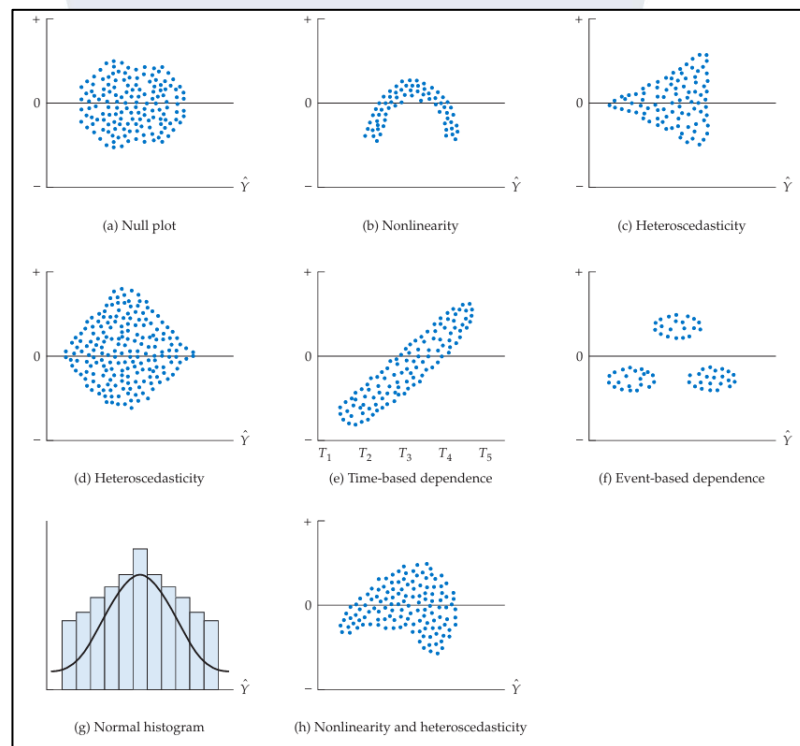 +
0
−
Ŷ
(a) Null plot
+
0
−
Ŷ
(b) Nonlinearity
+
0
−
Ŷ
(c) Heteroscedasticity
+
0
−
Ŷ
(d) Heteroscedasticity
+
0
−
T₁ T₂ T₃ T₄ T₅
(e) Time-based dependence
+
0
−
Ŷ
(f) Event-based dependence
Ŷ
(g) Normal histogram
+
0
−
Ŷ
(h) Nonlinearity and heteroscedasticity